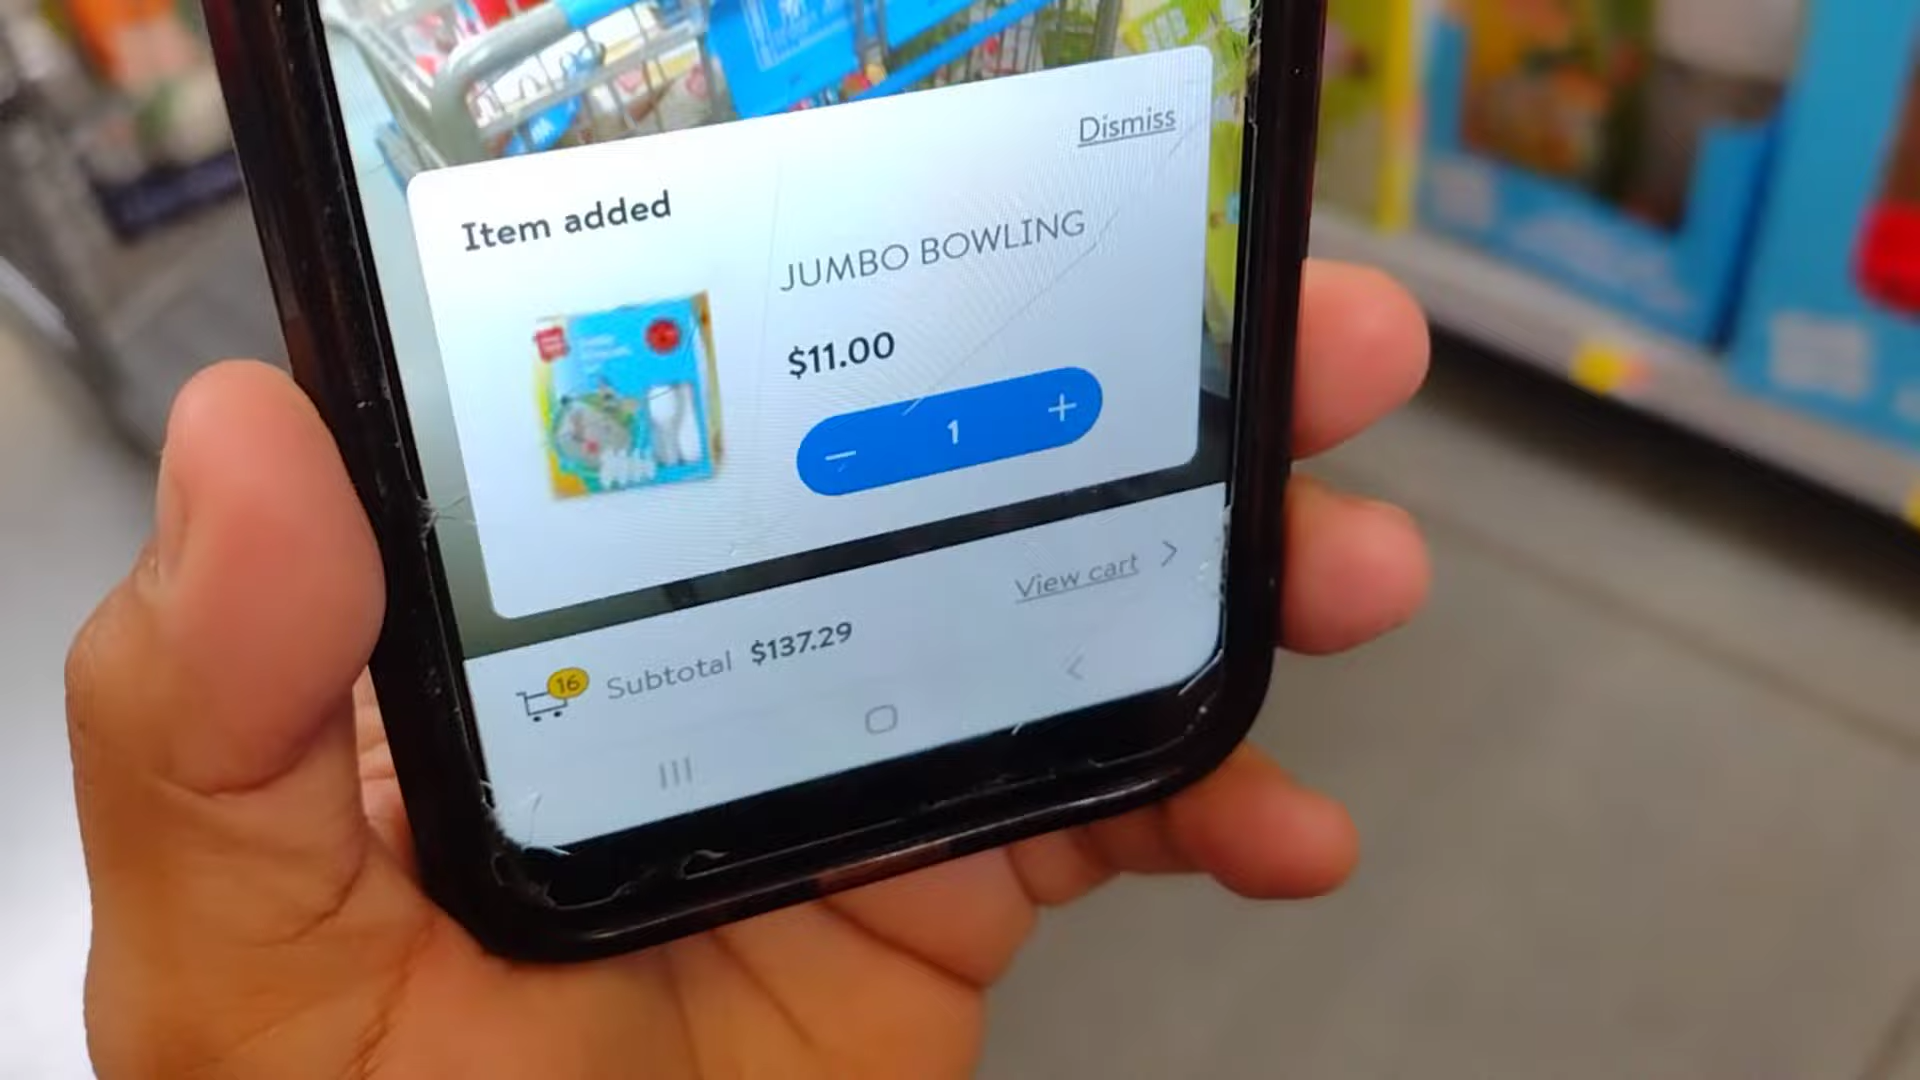 Dismiss
Item added
JUMBO BOWLING
$11.00
1
View cart
16
Subtotal $137.29